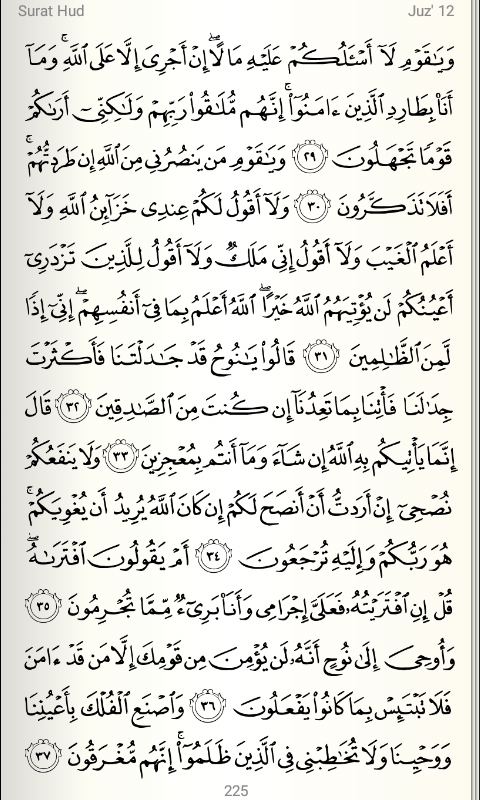 Surat Hud
Juz' 12
وَيَـٰقَوْمِ لَآ أَسْـَٔلُكُمْ عَلَيْهِ مَالًا ۖ إِنْ أَجْرِىَ إِلَّا عَلَى ٱللَّهِ ۚ وَمَآ
أَنَا۠ بِطَارِدِ ٱلَّذِينَ ءَامَنُوٓا۟ ۚ إِنَّهُم مُّلَـٰقُوا۟ رَبِّهِمْ وَلَـٰكِنِّىٓ أَرَىٰكُمْ
قَوْمًا تَجْهَلُونَ ٢٩ وَيَـٰقَوْمِ مَن يَنصُرُنِى مِنَ ٱللَّهِ إِن طَرَدتُّهُمْ ۚ
أَفَلَا تَذَكَّرُونَ ٣٠ وَلَآ أَقُولُ لَكُمْ عِندِى خَزَآئِنُ ٱللَّهِ وَلَآ
أَعْلَمُ ٱلْغَيْبَ وَلَآ أَقُولُ إِنِّى مَلَكٌ وَلَآ أَقُولُ لِلَّذِينَ تَزْدَرِىٓ
أَعْيُنُكُمْ لَن يُؤْتِيَهُمُ ٱللَّهُ خَيْرًا ۖ ٱللَّهُ أَعْلَمُ بِمَا فِىٓ أَنفُسِهِمْ ۖ إِنِّىٓ إِذًا
لَّمِنَ ٱلظَّـٰلِمِينَ ٣١ قَالُوا۟ يَـٰنُوحُ قَدْ جَـٰدَلْتَنَا فَأَكْثَرْتَ
جِدَٰلَنَا فَأْتِنَا بِمَا تَعِدُنَآ إِن كُنتَ مِنَ ٱلصَّـٰدِقِينَ ٣٢ قَالَ
إِنَّمَا يَأْتِيكُم بِهِ ٱللَّهُ إِن شَآءَ وَمَآ أَنتُم بِمُعْجِزِينَ ٣٣ وَلَا يَنفَعُكُمْ
نُصْحِىٓ إِنْ أَرَدتُّ أَنْ أَنصَحَ لَكُمْ إِن كَانَ ٱللَّهُ يُرِيدُ أَن يُغْوِيَكُمْ ۚ
هُوَ رَبُّكُمْ وَإِلَيْهِ تُرْجَعُونَ ٣٤ أَمْ يَقُولُونَ ٱفْتَرَىٰهُ ۖ
قُلْ إِنِ ٱفْتَرَيْتُهُۥ فَعَلَىَّ إِجْرَامِى وَأَنَا۠ بَرِىٓءٌ مِّمَّا تُجْرِمُونَ ٣٥
وَأُوحِىَ إِلَىٰ نُوحٍ أَنَّهُۥ لَن يُؤْمِنَ مِن قَوْمِكَ إِلَّا مَن قَدْ ءَامَنَ
فَلَا تَبْتَئِسْ بِمَا كَانُوا۟ يَفْعَلُونَ ٣٦ وَٱصْنَعِ ٱلْفُلْكَ بِأَعْيُنِنَا
وَوَحْيِنَا وَلَا تُخَـٰطِبْنِى فِى ٱلَّذِينَ ظَلَمُوٓا۟ ۚ إِنَّهُم مُّغْرَقُونَ ٣٧
225